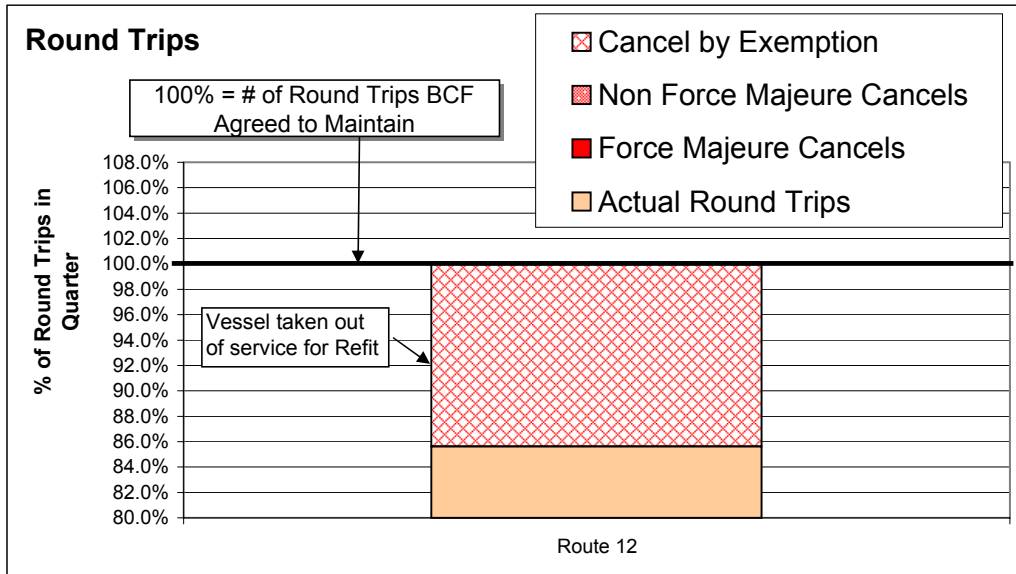 Round Trips
Cancel by Exemption
Non Force Majeure Cancels
Force Majeure Cancels
Actual Round Trips
100% = # of Round Trips BCF
Agreed to Maintain
% of Round Trips in
Quarter
108.0%
106.0%
104.0%
102.0%
100.0%
98.0%
96.0%
94.0%
92.0%
90.0%
88.0%
86.0%
84.0%
82.0%
80.0%
Vessel taken out
of service for Refit
Route 12